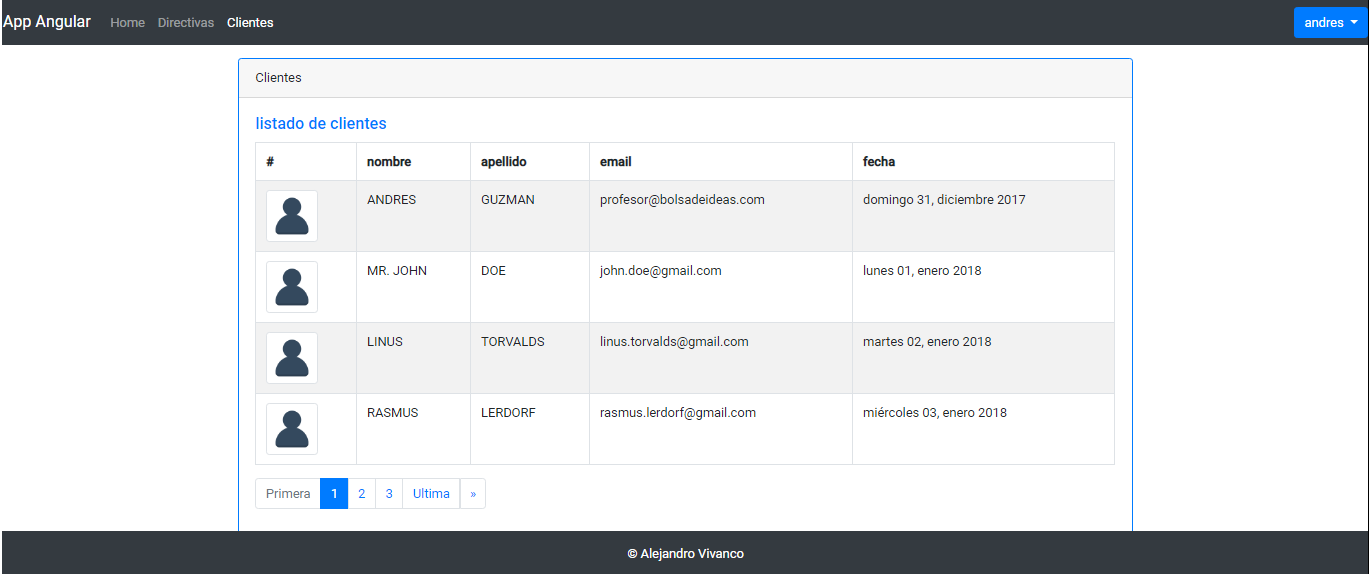 App Angular Home Directivas Clientes andres
Clientes
listado de clientes
# nombre apellido email fecha
ANDRES GUZMAN profesor@bolsadeideas.com domingo 31, diciembre 2017
MR. JOHN DOE john.doe@gmail.com lunes 01, enero 2018
LINUS TORVALDS linus.torvalds@gmail.com martes 02, enero 2018
RASMUS LERDORF rasmus.lerdorf@gmail.com miércoles 03, enero 2018
Primera 1 2 3 Ultima »
© Alejandro Vivanco